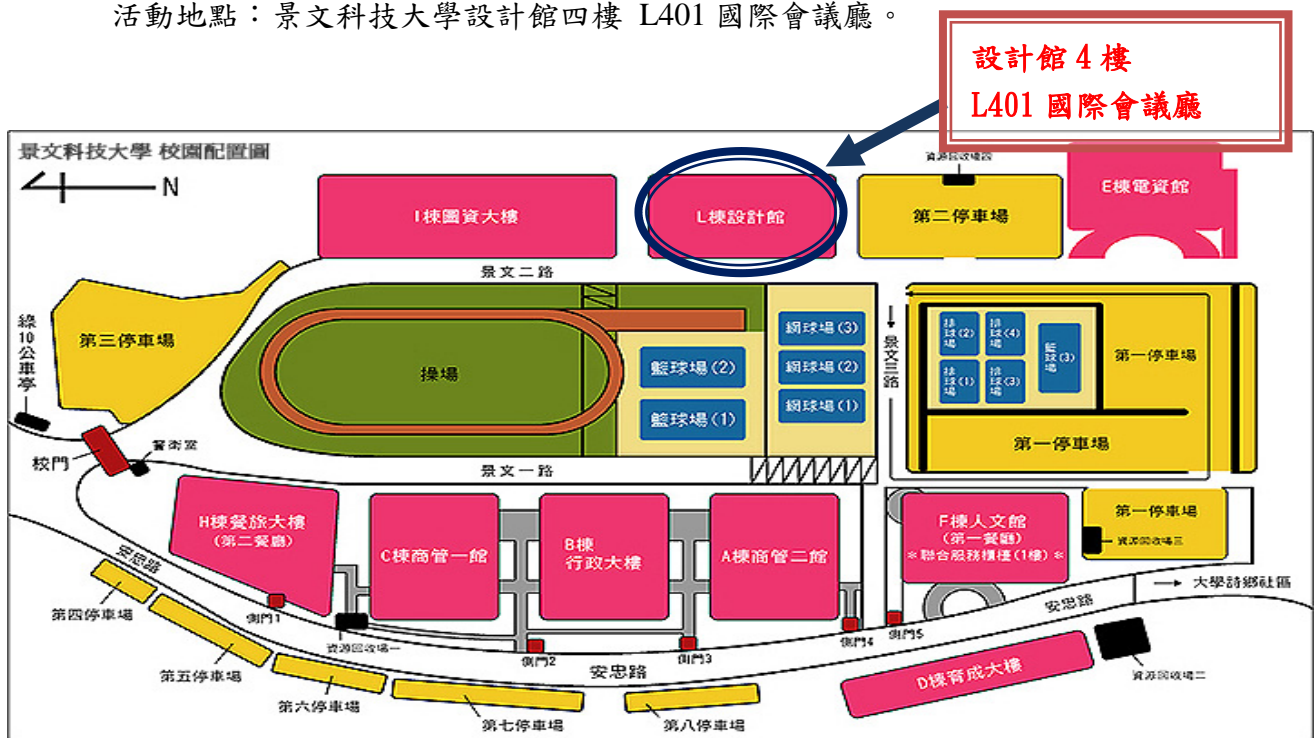 活動地點：景文科技大學設計館四樓 L401 國際會議廳。
設計館 4 樓
L401 國際會議廳
景文科技大學 校園配置圖
N
I棟圖資大樓
L棟設計館
資源回收場四
第二停車場
E棟電資館
景文二路
綠10公車亭
第三停車場
操場
籃球場(2)
籃球場(1)
網球場(3)
網球場(2)
網球場(1)
↓景文三路
排球場(2)
排球場(4)
籃球場(3)
排球場(1)
排球場(3)
第一停車場
第一停車場
校門
警衛室
景文一路
H棟餐旅大樓
(第二餐廳)
C棟商管一館
B棟
行政大樓
A棟商管二館
F棟人文館
(第一餐廳)
*聯合服務櫃檯(1樓)*
第一停車場
資源回收場三
→ 大學詩鄉社區
安忠路
安忠路
安忠路
側門1
資源回收場一
側門2
側門3
側門4
側門5
第四停車場
第五停車場
第六停車場
第七停車場
第八停車場
D棟育成大樓
資源回收場二